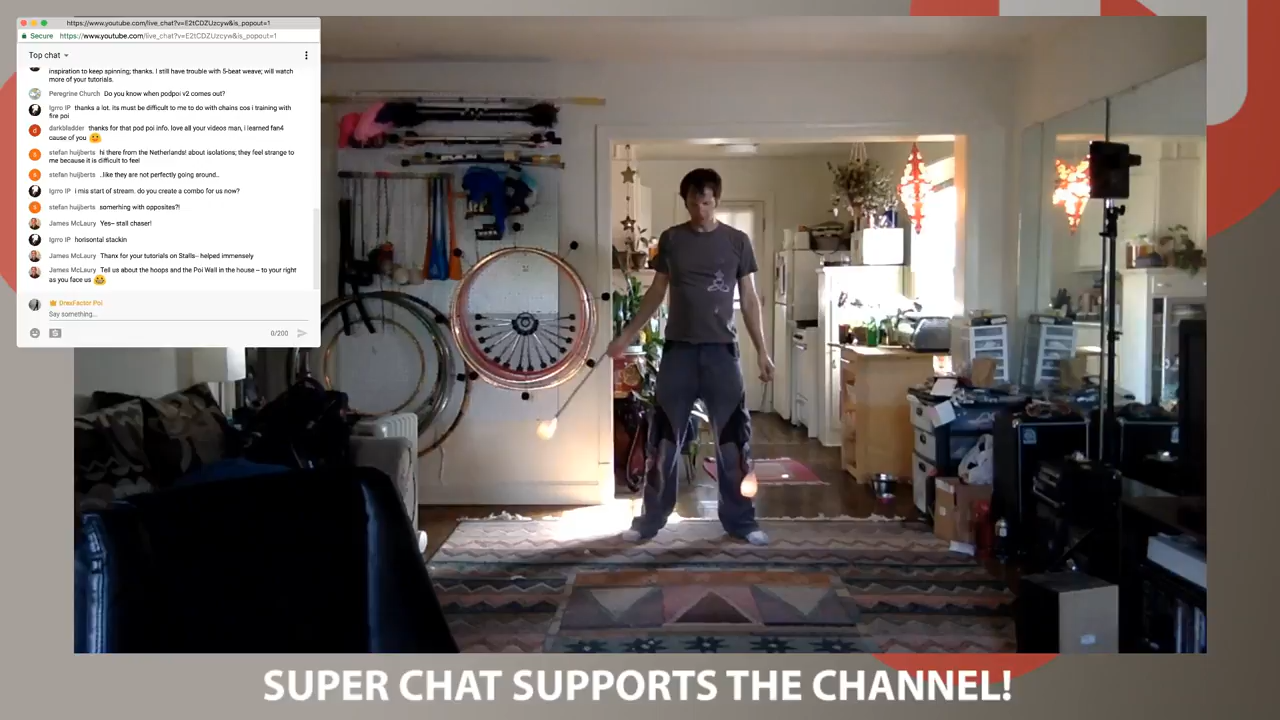 https://www.youtube.com/live_chat?v=E2tCDZUzcyw&is_popout=1
Secure https://www.youtube.com/live_chat?v=E2tCDZUzcyw&is_popout=1
Top chat
inspiration to keep spinning; thanks. I still have trouble with 5-beat weave; will watch
more of your tutorials.
Peregrine Church Do you know when podpoi v2 comes out?
Igrro IP thanks a lot. its must be difficult to me to do with chains cos i training with
fire poi
d darkbladder thanks for that pod poi info. love all your videos man, i learned fan4
cause of you
s stefan huijberts hi there from the Netherlands! about isolations; they feel strange to
me because it is difficult to feel
s stefan huijberts ..like they are not perfectly going around..
Igrro IP i mis start of stream. do you create a combo for us now?
s stefan huijberts somerhing with opposites?!
James McLaury Yes-- stall chaser!
Igrro IP horisontal stackin
James McLaury Thanx for your tutorials on Stalls-- helped immensely
James McLaury Tell us about the hoops and the Poi Wall in the house -- to your right
as you face us
DrexFactor Poi
Say something...
0/200
SUPER CHAT SUPPORTS THE CHANNEL!